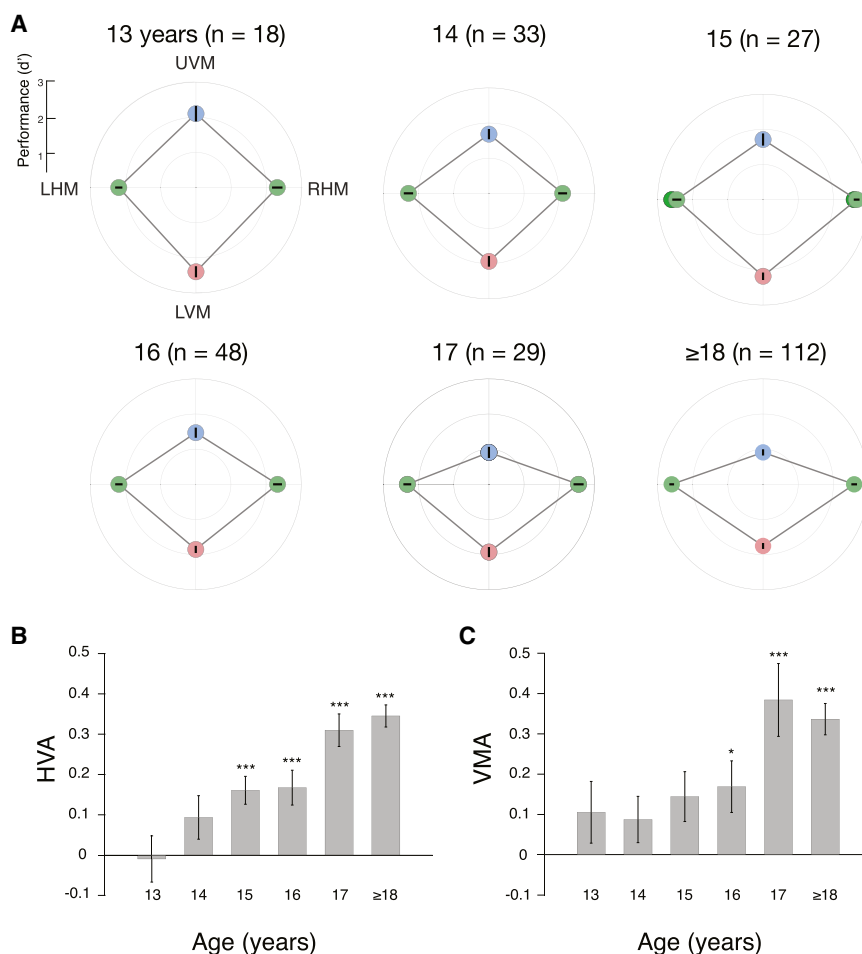 A
13 years (n = 18)
14 (n = 33)
15 (n = 27)
UVM
Performance (d')
3
2
1
LHM
RHM
LVM
16 (n = 48)
17 (n = 29)
≥18 (n = 112)
B
HVA
0.5
0.4
0.3
0.2
0.1
0
-0.1
***
***
***
***
13
14
15
16
17
≥18
Age (years)
C
VMA
0.5
0.4
0.3
0.2
0.1
0
-0.1
*
***
***
13
14
15
16
17
≥18
Age (years)